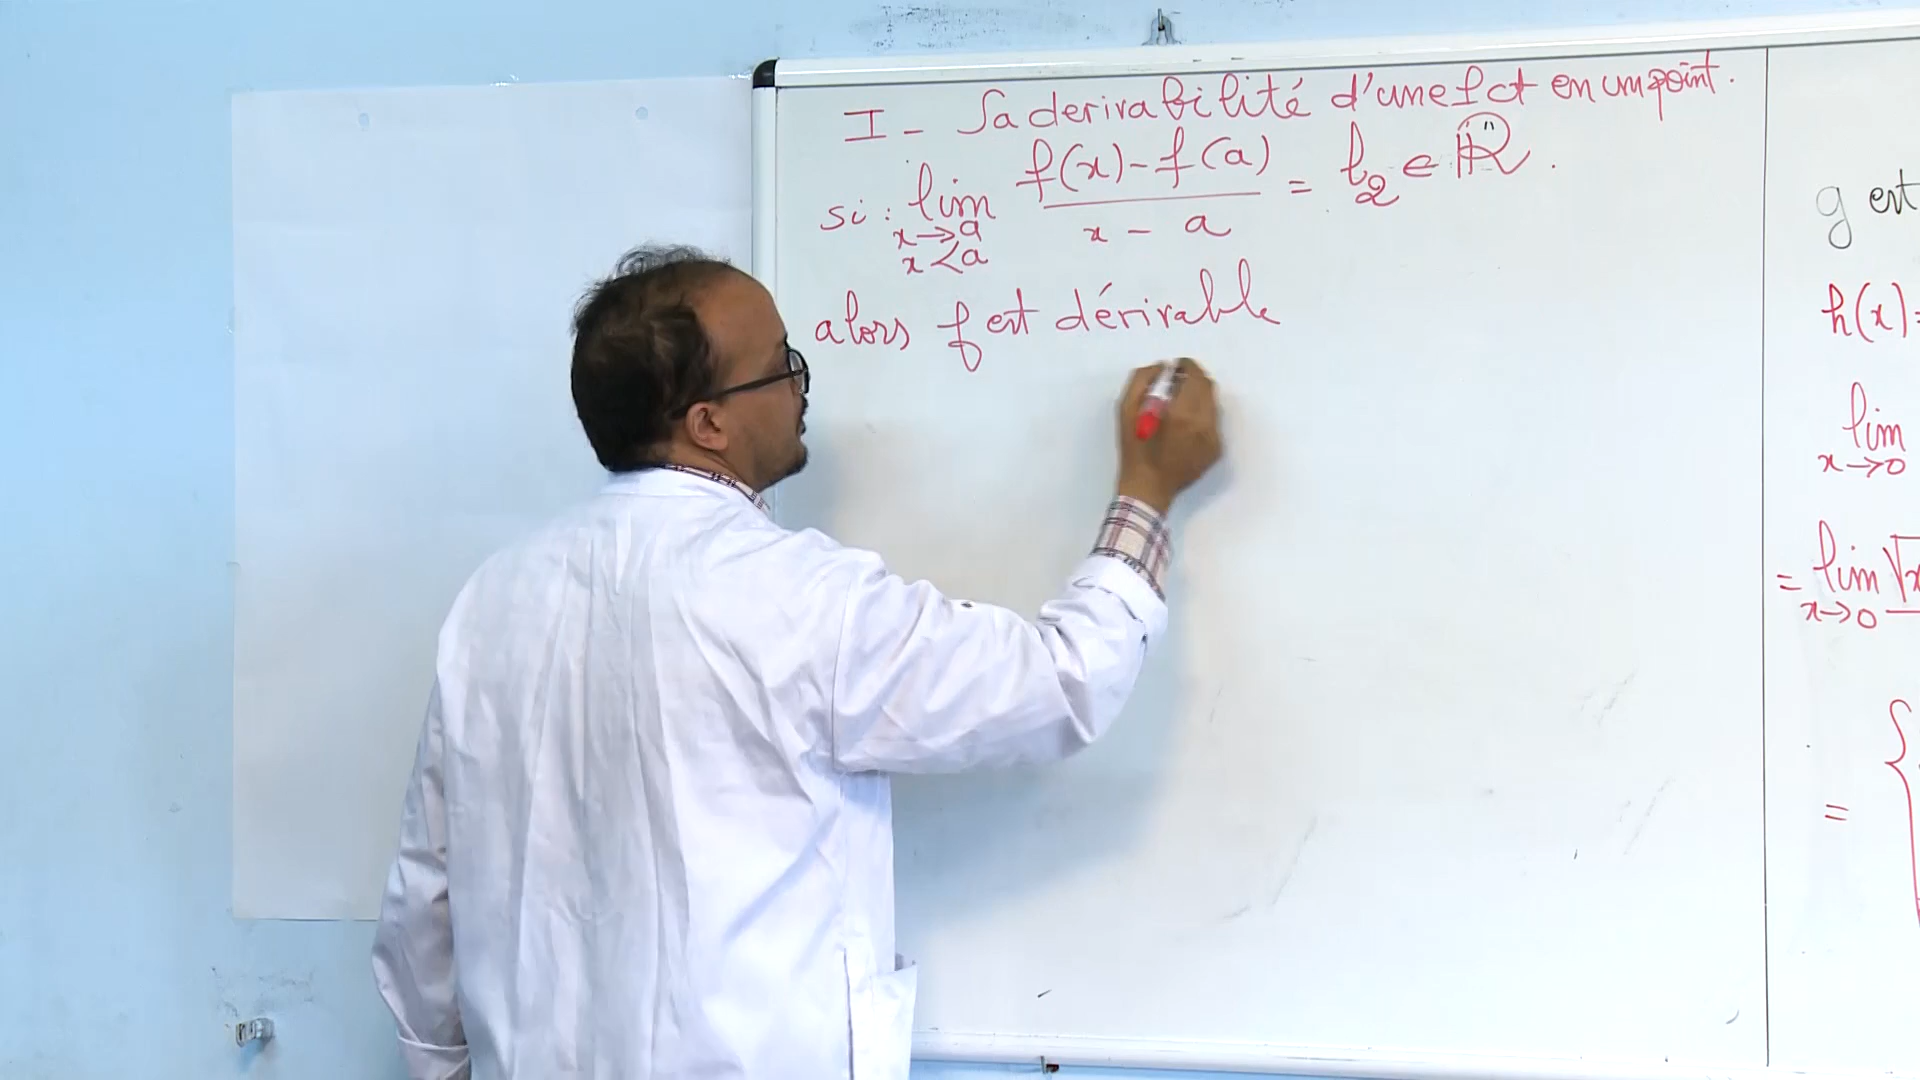 I - La derivabilité d'une fct en un point.
si : lim f(x) - f(a) / x - a = l2 ∈ ℝ.
x → a
x < a
alors f est dérivable
g est
h(x) =
lim
x → 0
= lim √x
x → 0
= {